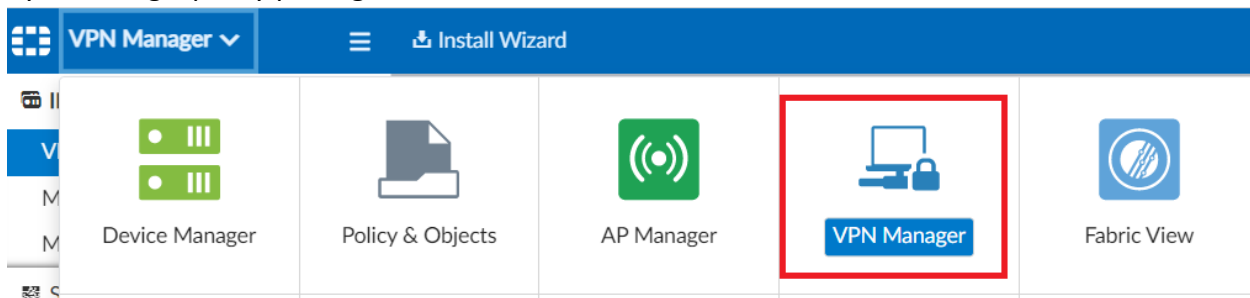 VPN Manager
Install Wizard
Device Manager
Policy & Objects
AP Manager
VPN Manager
Fabric View